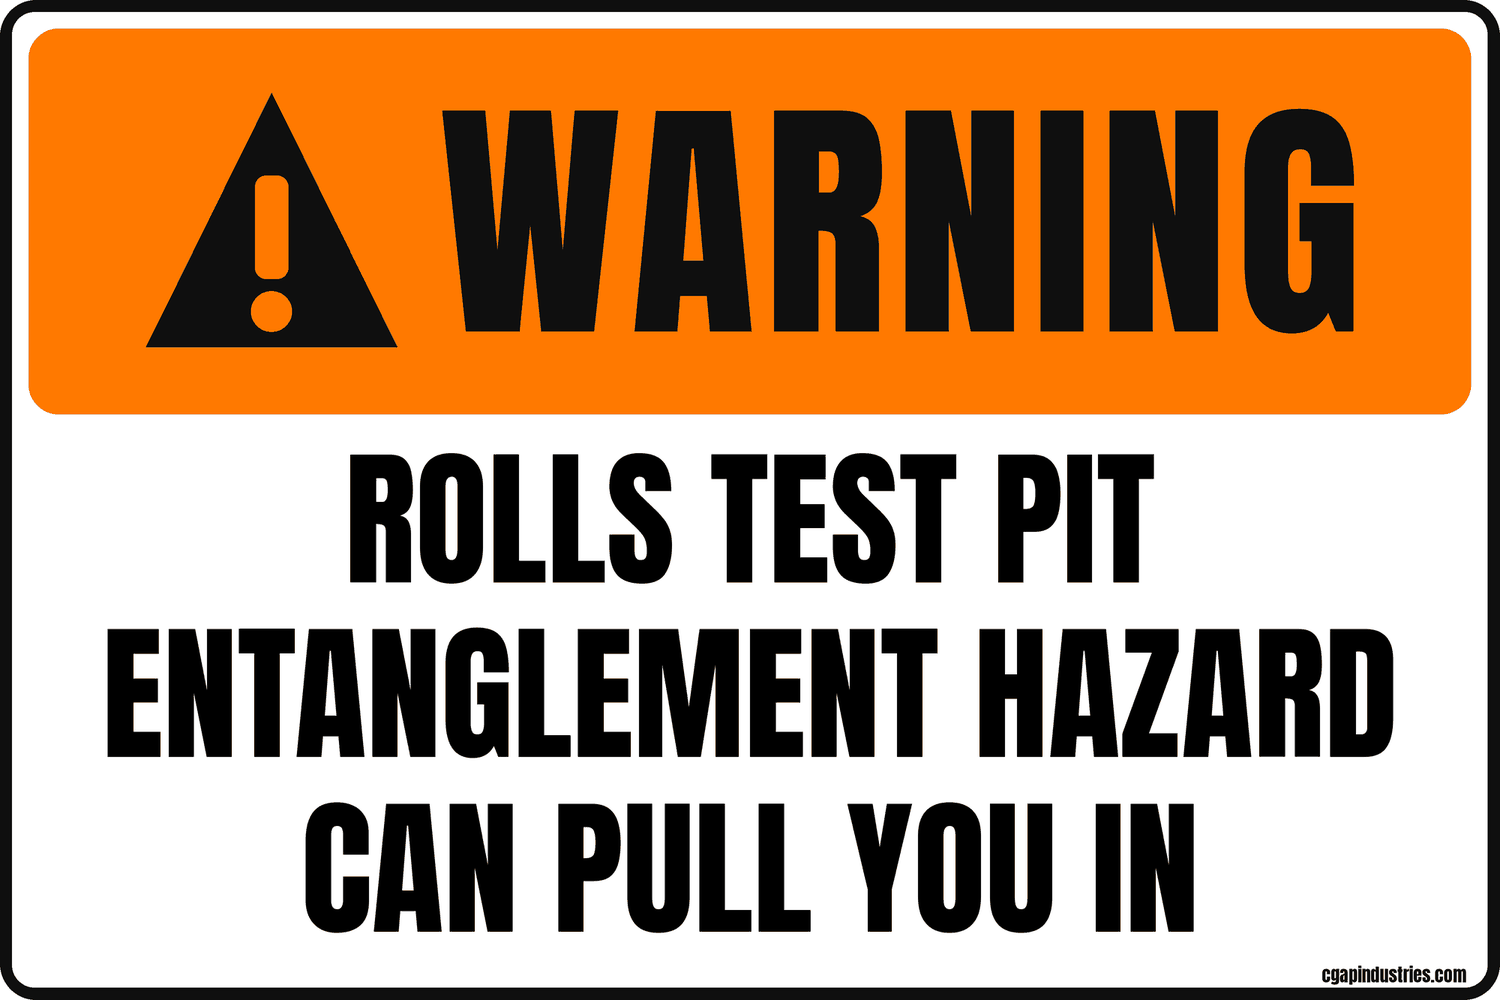 WARNING
ROLLS TEST PIT
ENTANGLEMENT HAZARD
CAN PULL YOU IN
cgapindustries.com